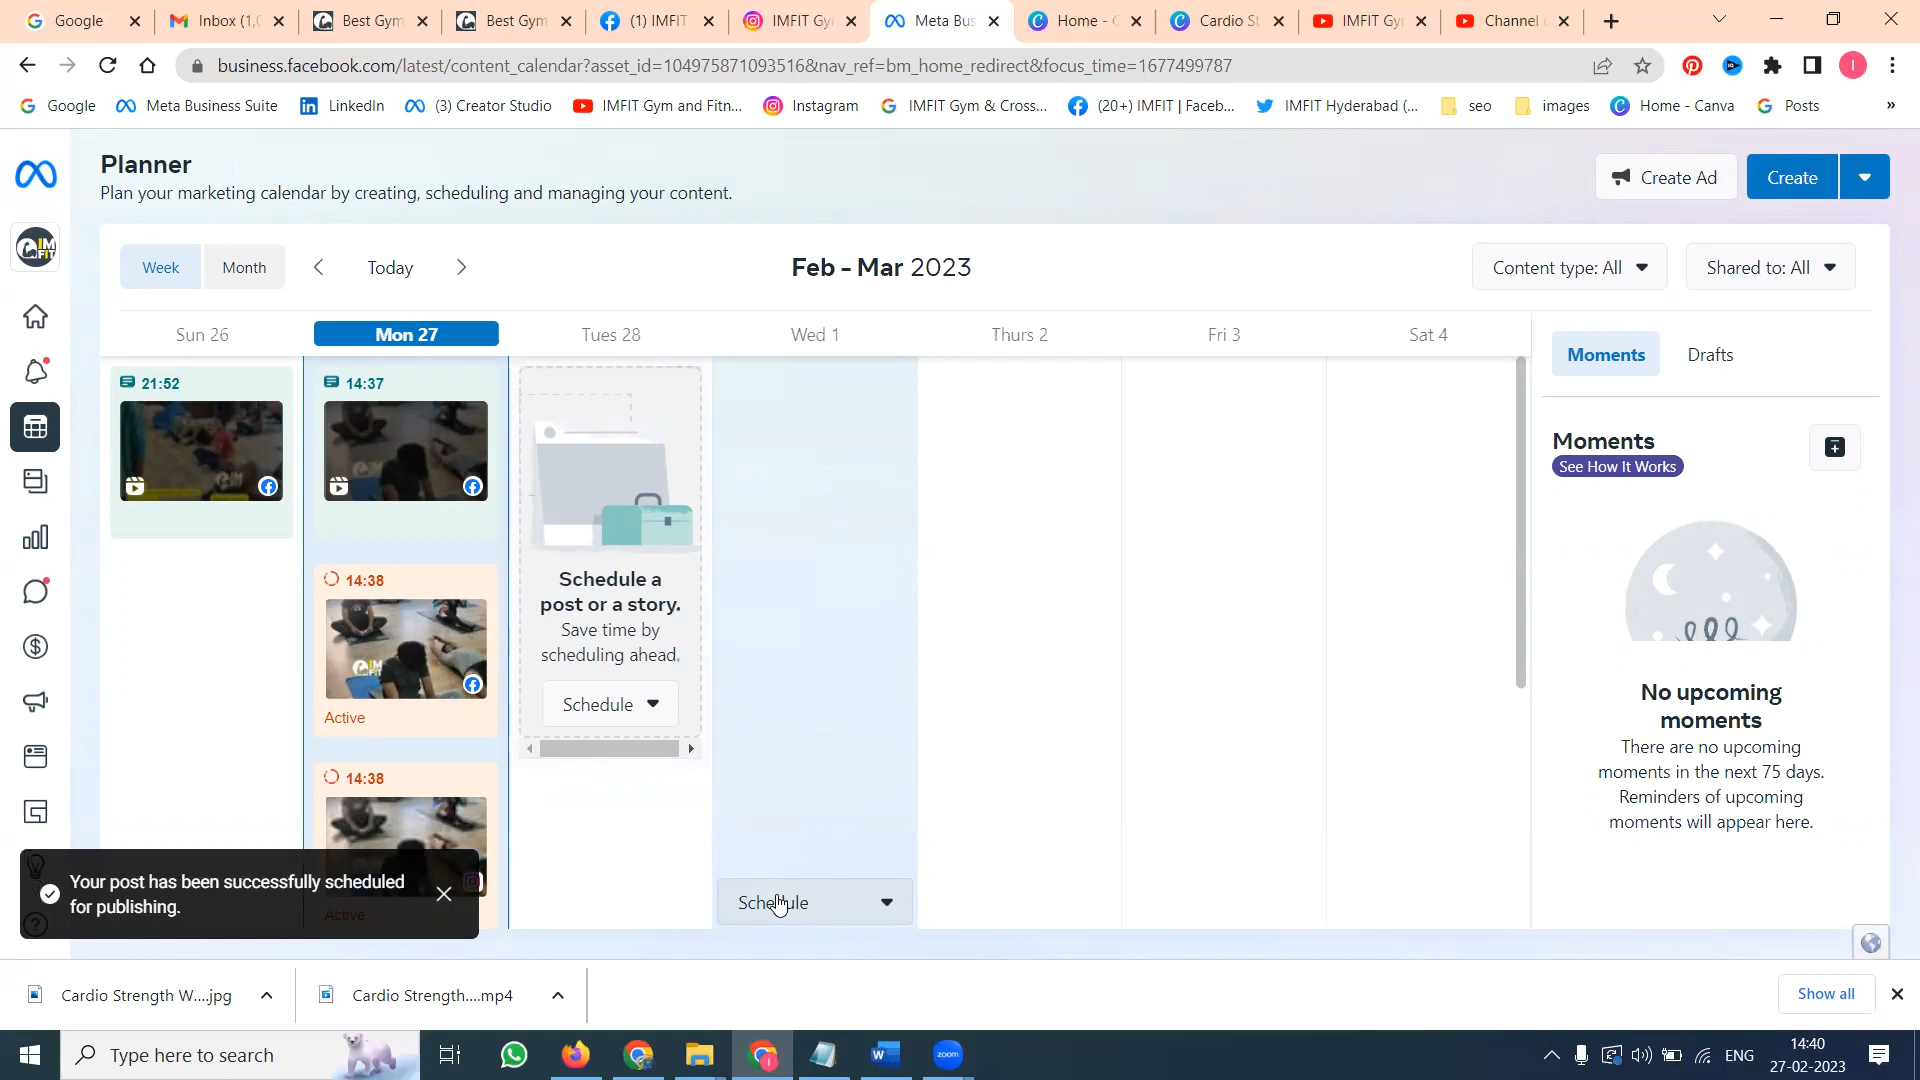 Google
Inbox (1,0
Best Gym
Best Gym
(1) IMFIT
IMFIT Gy
Meta Bus
Home - C
Cardio St
IMFIT Gy
Channel
business.facebook.com/latest/content_calendar?asset_id=104975871093516&nav_ref=bm_home_redirect&focus_time=1677499787
Google
Meta Business Suite
LinkedIn
(3) Creator Studio
IMFIT Gym and Fitn...
Instagram
IMFIT Gym & Cross...
(20+) IMFIT | Faceb...
IMFIT Hyderabad (...
seo
images
Home - Canva
Posts
»
Planner
Plan your marketing calendar by creating, scheduling and managing your content.
Create Ad
Create
Week
Month
Today
Feb - Mar 2023
Content type: All
Shared to: All
Sun 26
Mon 27
Tues 28
Wed 1
Thurs 2
Fri 3
Sat 4
21:52
14:37
14:38
Active
14:38
Active
Schedule a
post or a story.
Save time by
scheduling ahead.
Schedule
Schedule
Moments
Drafts
Moments
See How It Works
No upcoming
moments
There are no upcoming
moments in the next 75 days.
Reminders of upcoming
moments will appear here.
Your post has been successfully scheduled
for publishing.
Cardio Strength W....jpg
Cardio Strength....mp4
Show all
Type here to search
ENG
14:40
27-02-2023